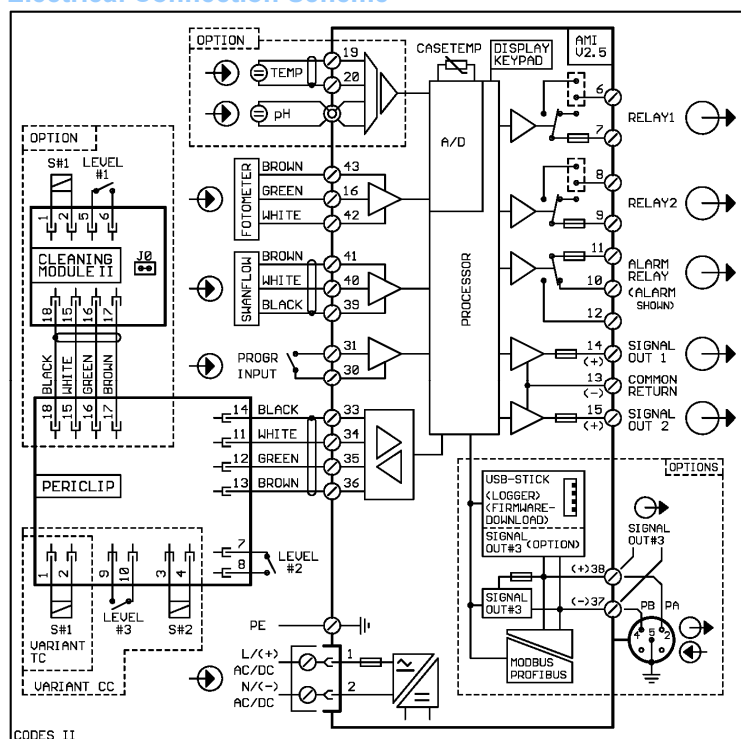 Electrical Connection Scheme
OPTION
19
TEMP
20
pH
CASETEMP
DISPLAY
KEYPAD
AMI
V2.5
A/D
PROCESSOR
6
RELAY1
7
8
RELAY2
9
11
ALARM
RELAY
10
(ALARM
SHOWN)
12
14
(+)
SIGNAL
OUT 1
13
(-)
COMMON
RETURN
15
(+)
SIGNAL
OUT 2
OPTION
S#1
LEVEL
#1
1
2
5
6
CLEANING
MODULE II
J0
18
15
16
17
BLACK
WHITE
GREEN
BROWN
18
15
16
17
FOTOMETER
BROWN
43
GREEN
16
WHITE
42
SWANFLOW
BROWN
41
WHITE
40
BLACK
39
PROGR
INPUT
31
30
14
BLACK
33
11
WHITE
34
12
GREEN
35
13
BROWN
36
PERICLIP
7
8
LEVEL
#2
1
2
9
10
3
4
S#1
LEVEL
#3
S#2
VARIANT
TC
VARIANT CC
PE
L/(+)
AC/DC
1
N/(-)
AC/DC
2
OPTIONS
USB-STICK
(LOGGER)
(FIRMWARE-
DOWNLOAD)
SIGNAL
OUT#3 (OPTION)
SIGNAL
OUT#3
(+)38
SIGNAL
OUT#3
(-)37
PB
PA
4
5
2
MODBUS
PROFIBUS
CODES II